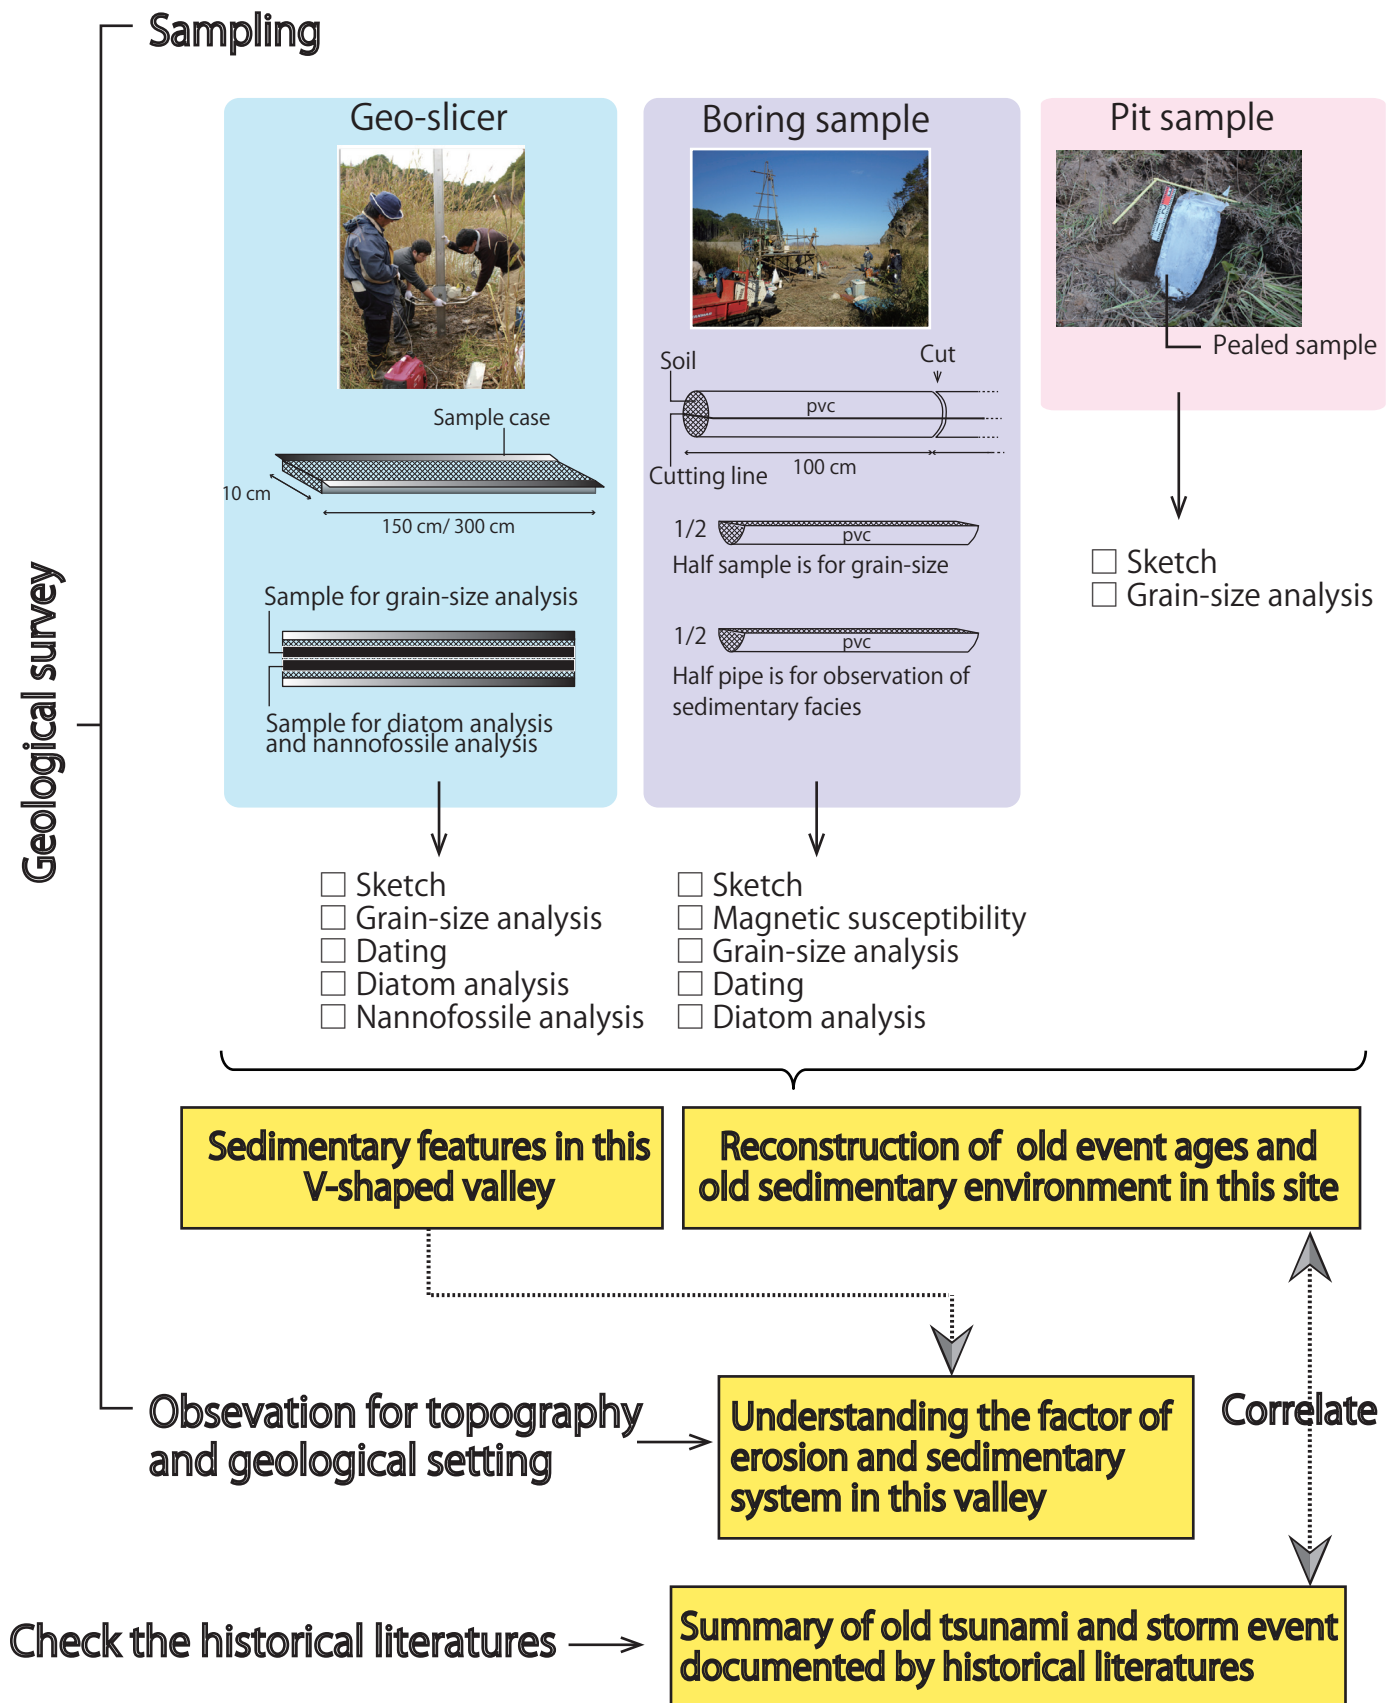 Sampling
Geological survey
Geo-slicer
Sample case
10 cm
150 cm/ 300 cm
Sample for grain-size analysis
Sample for diatom analysis
and nannofossile analysis
Boring sample
Soil
Cut
pvc
100 cm
Cutting line
1/2
pvc
Half sample is for grain-size
1/2
pvc
Half pipe is for observation of
sedimentary facies
Pit sample
Pealed sample
Sketch
Grain-size analysis
Dating
Diatom analysis
Nannofossile analysis
Sketch
Magnetic susceptibility
Grain-size analysis
Dating
Diatom analysis
Sketch
Grain-size analysis
Sedimentary features in this
V-shaped valley
Reconstruction of old event ages and
old sedimentary environment in this site
Obsevation for topography
and geological setting
Understanding the factor of
erosion and sedimentary
system in this valley
Correlate
Check the historical literatures
Summary of old tsunami and storm event
documented by historical literatures